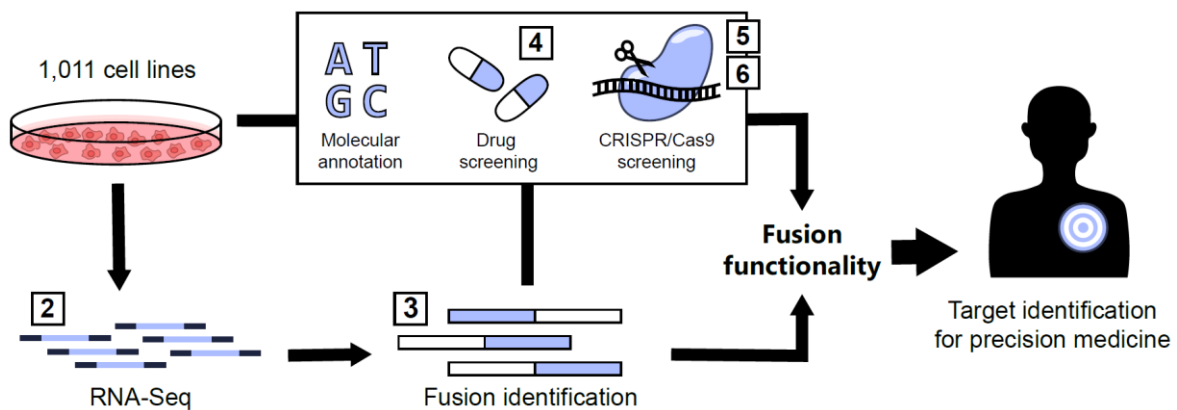 1,011 cell lines
A T
G C
Molecular
annotation
4
Drug
screening
5
6
CRISPR/Cas9
screening
2
RNA-Seq
3
Fusion identification
Fusion
functionality
Target identification
for precision medicine